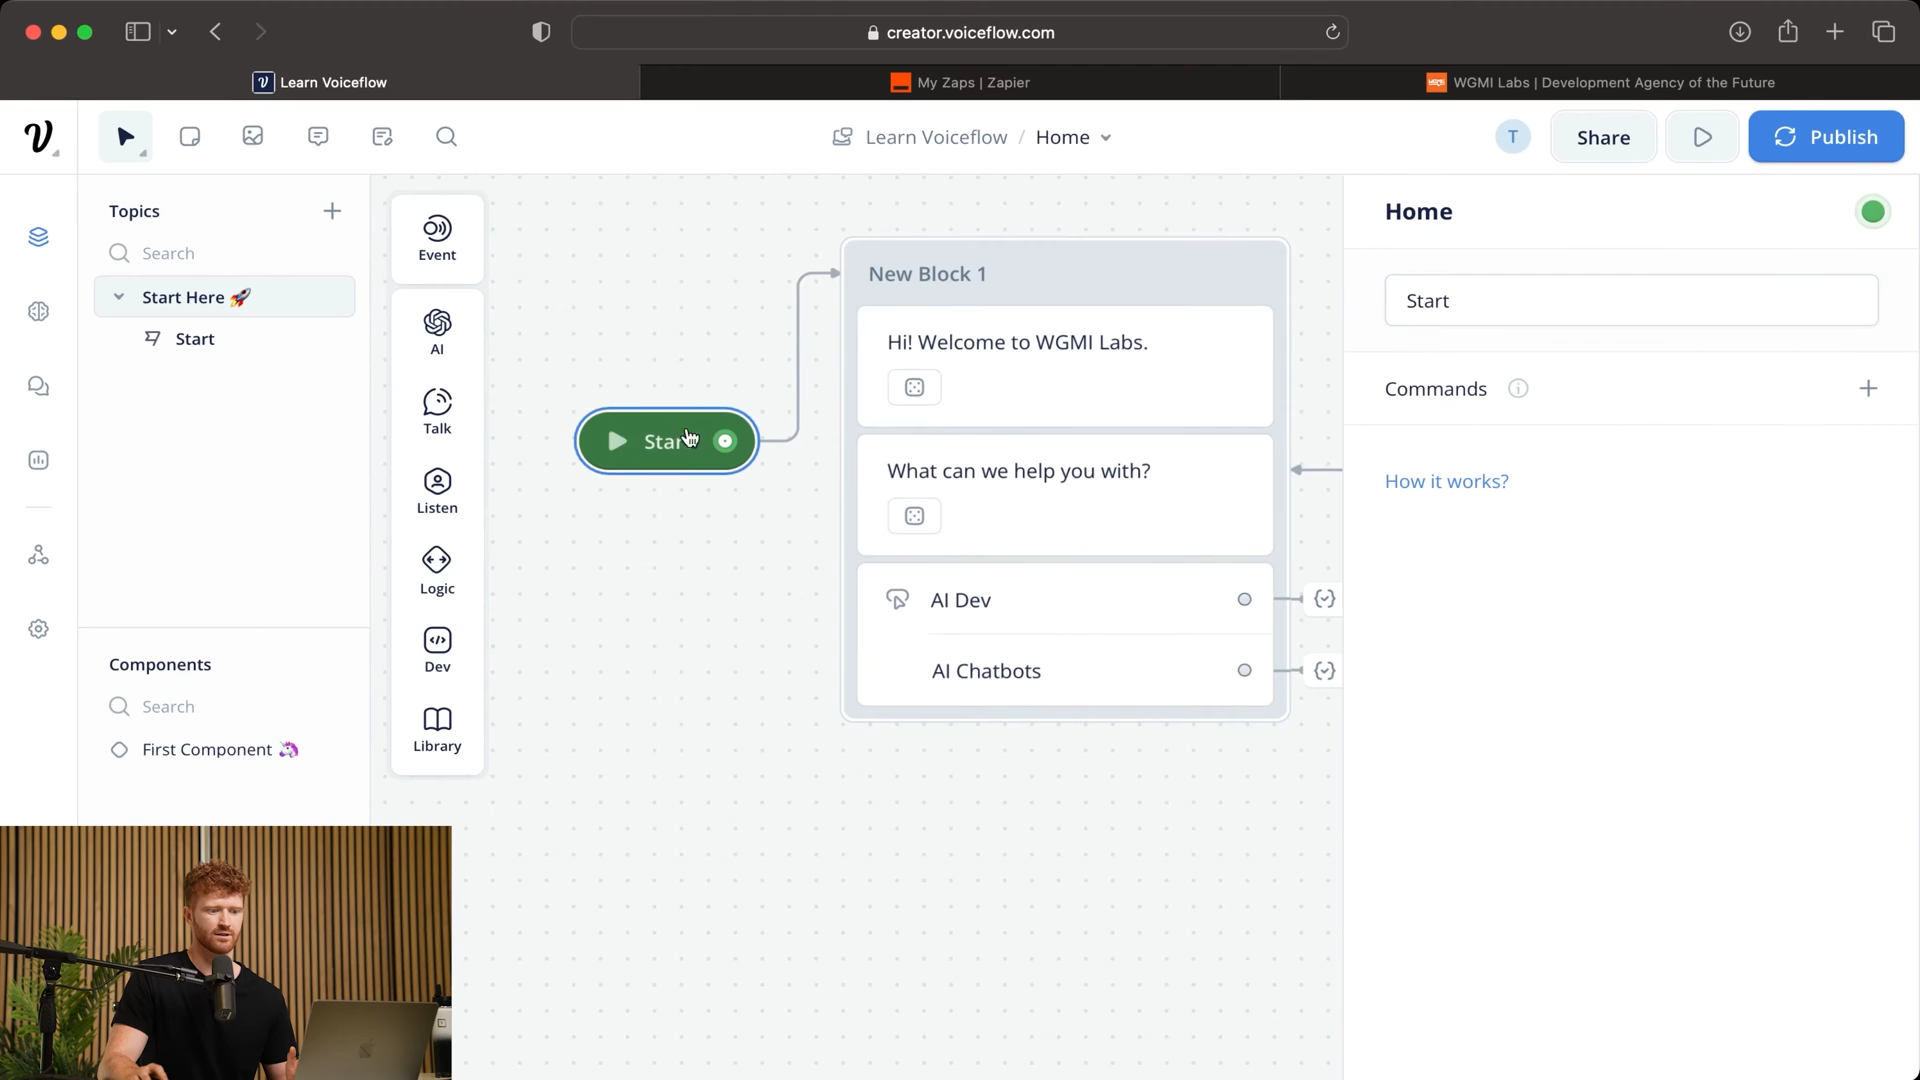 creator.voiceflow.com
Learn Voiceflow
My Zaps | Zapier
WGMI Labs | Development Agency of the Future
Learn Voiceflow / Home
T
Share
Publish
Topics
Search
Start Here 🚀
Start
Components
Search
First Component 🦄
Event
AI
Talk
Listen
Logic
Dev
Library
Start
New Block 1
Hi! Welcome to WGMI Labs.
What can we help you with?
AI Dev
AI Chatbots
Home
Start
Commands
How it works?